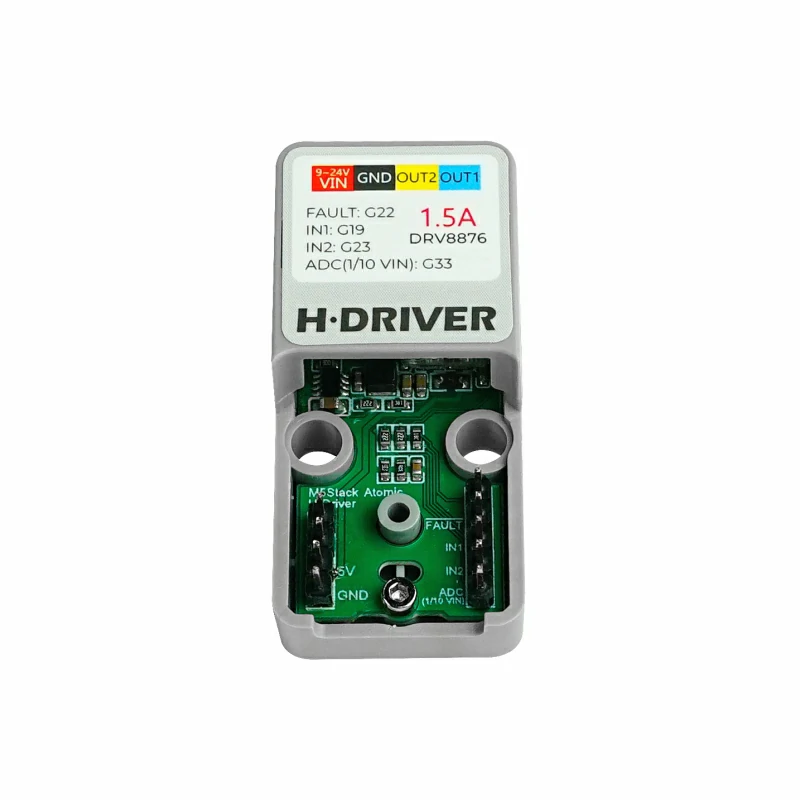 9-24V
VIN GND OUT2 OUT1
FAULT: G22 1.5A
IN1: G19
IN2: G23 DRV8876
ADC(1/10 VIN): G33
H·DRIVER
M5Stack Atomic
H-Driver
FAULT
IN1
5V IN2
GND ADC
(1/10 VIN)